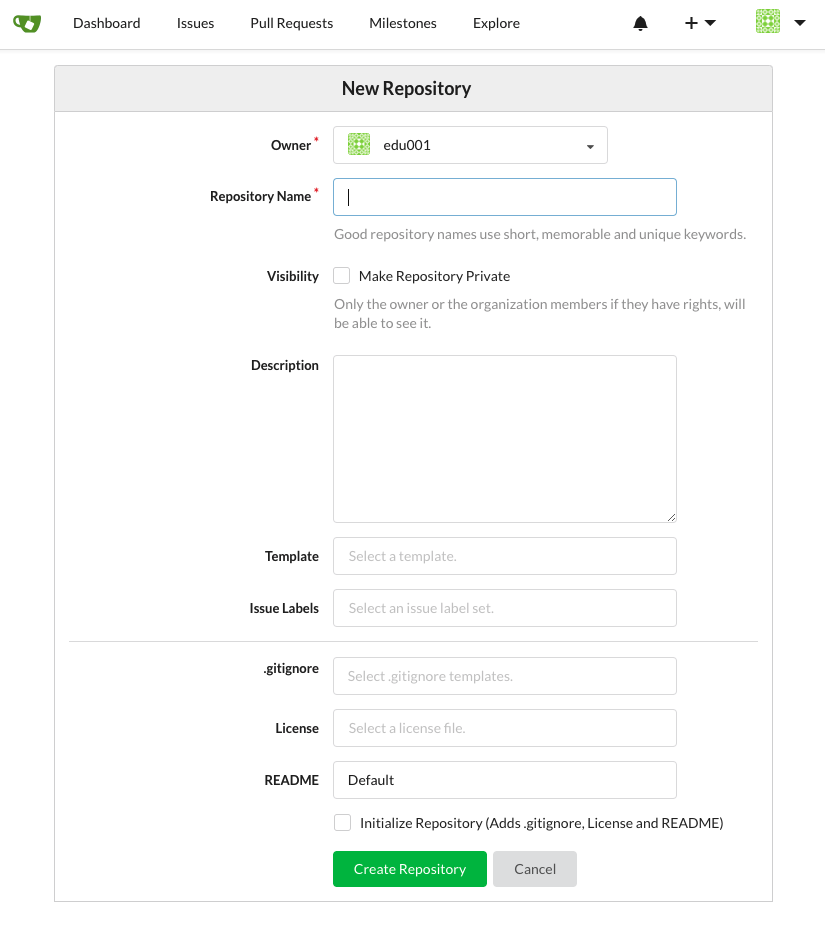 Dashboard Issues Pull Requests Milestones Explore
New Repository
Owner * edu001
Repository Name *
Good repository names use short, memorable and unique keywords.
Visibility Make Repository Private
Only the owner or the organization members if they have rights, will
be able to see it.
Description
Template Select a template.
Issue Labels Select an issue label set.
.gitignore Select .gitignore templates.
License Select a license file.
README Default
Initialize Repository (Adds .gitignore, License and README)
Create Repository Cancel